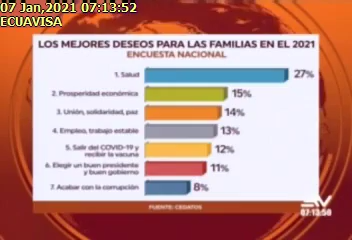 07 Jan,2021 07:13:52
ECUAVISA
LOS MEJORES DESEOS PARA LAS FAMILIAS EN EL 2021
ENCUESTA NACIONAL
1. Salud 27%
2. Prosperidad económica 15%
3. Unión, solidaridad, paz 14%
4. Empleo, trabajo estable 13%
5. Salir del COVID-19 y
recibir la vacuna 12%
6. Elegir un buen presidente
y buen gobierno 11%
7. Acabar con la corrupción 8%
FUENTE: CEDATOS
07:13:50